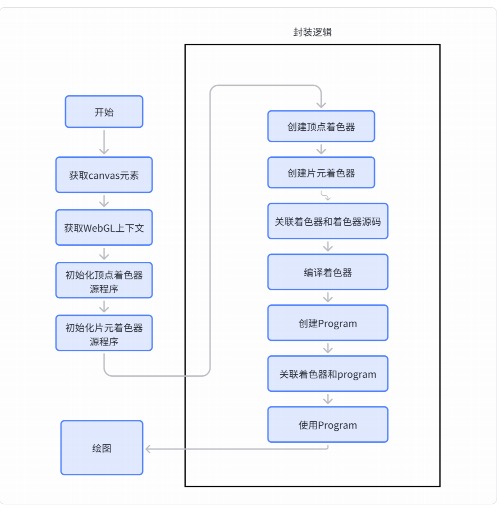 封装逻辑
开始
获取canvas元素
获取WebGL上下文
初始化顶点着色器
源程序
初始化片元着色器
源程序
创建顶点着色器
创建片元着色器
关联着色器和着色器源码
编译着色器
创建Program
关联着色器和program
使用Program
绘图